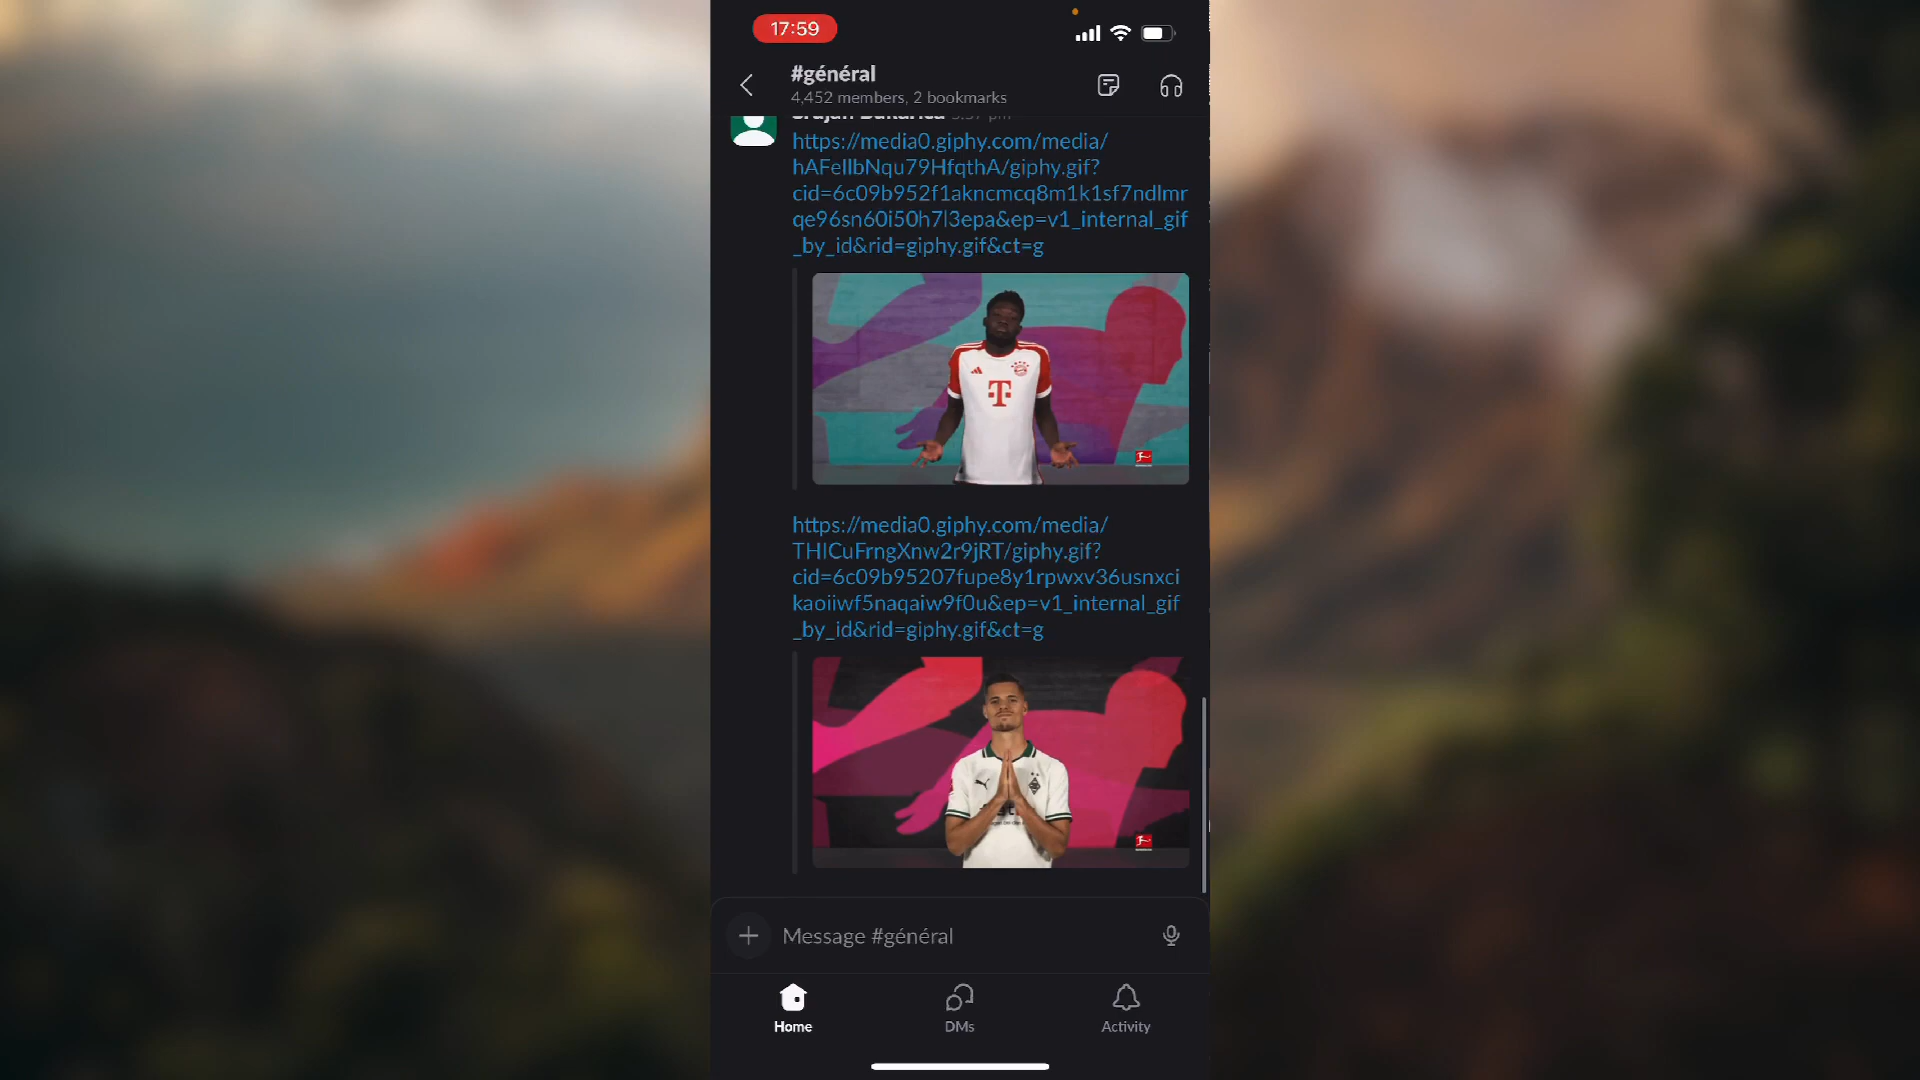 17:59
#général
4,452 members, 2 bookmarks
https://media0.giphy.com/media/
hAFellbNqu79HfqthA/giphy.gif?
cid=6c09b952f1akncmcq8m1k1sf7ndlmr
qe96sn60i50h7l3epa&ep=v1_internal_gif
_by_id&rid=giphy.gif&ct=g
T
https://media0.giphy.com/media/
THICuFrngXnw2r9jRT/giphy.gif?
cid=6c09b95207fupe8y1rpwxv36usnxci
kaoiiwf5naqaiw9f0u&ep=v1_internal_gif
_by_id&rid=giphy.gif&ct=g
Message #général
Home
DMs
Activity